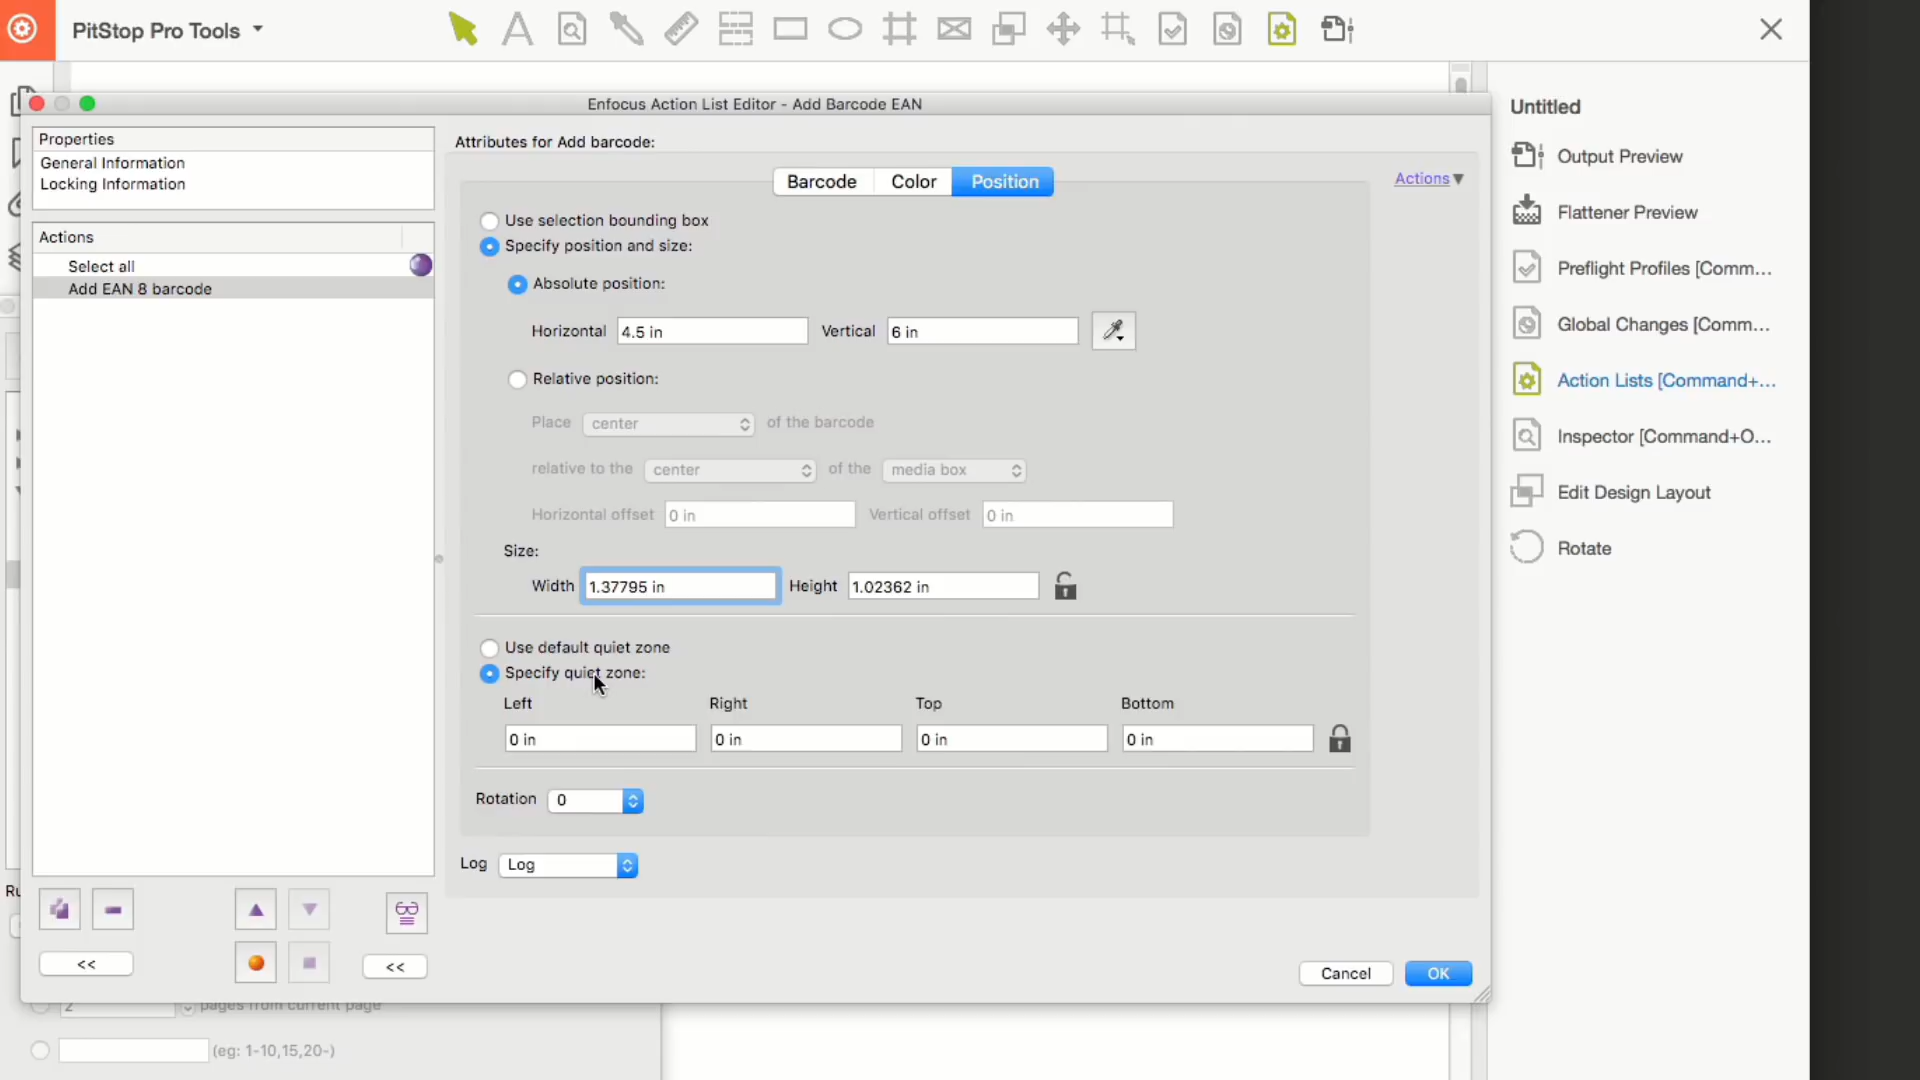 PitStop Pro Tools
Enfocus Action List Editor - Add Barcode EAN
Properties
General Information
Locking Information
Actions
Select all
Add EAN 8 barcode
<<
<<
Attributes for Add barcode:
Barcode Color Position
Actions▼
Use selection bounding box
Specify position and size:
Absolute position:
Horizontal 4.5 in Vertical 6 in
Relative position:
Place center of the barcode
relative to the center of the media box
Horizontal offset 0 in Vertical offset 0 in
Size:
Width 1.37795 in Height 1.02362 in
Use default quiet zone
Specify quiet zone:
Left Right Top Bottom
0 in 0 in 0 in 0 in
Rotation 0
Log Log
Cancel OK
Ru
2 pages from current page
(eg: 1-10,15,20-)
Untitled
Output Preview
Flattener Preview
Preflight Profiles [Comm...
Global Changes [Comm...
Action Lists [Command+...
Inspector [Command+O...
Edit Design Layout
Rotate